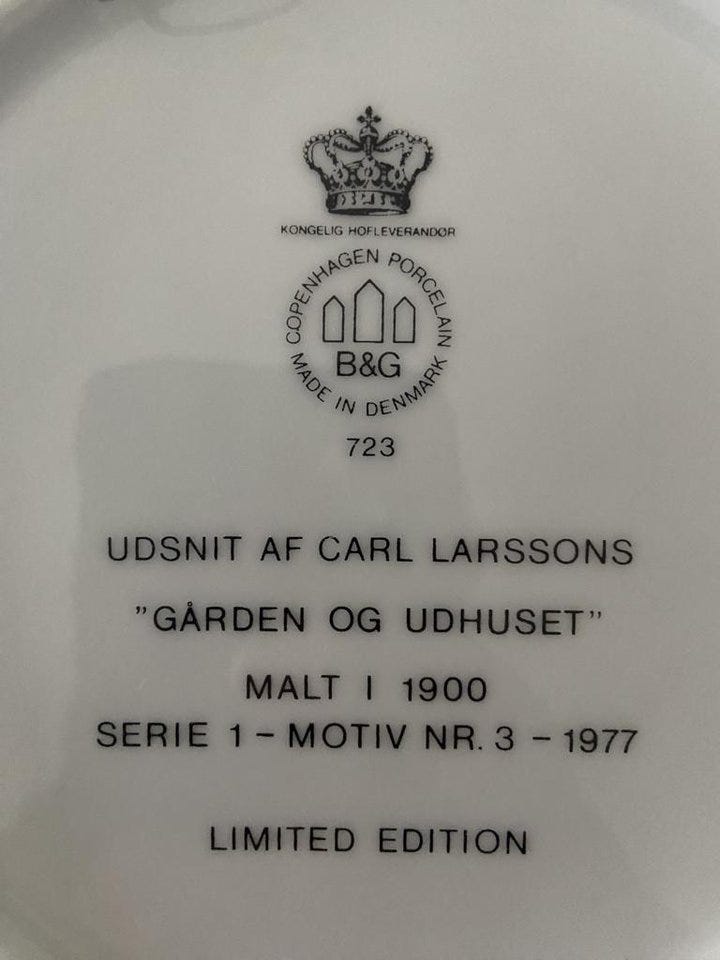 KONGELIG HOFLEVERANDØR
COPENHAGEN PORCELAIN
B&G
MADE IN DENMARK
723
UDSNIT AF CARL LARSSONS
”GÅRDEN OG UDHUSET”
MALT I 1900
SERIE 1 – MOTIV NR. 3 – 1977
LIMITED EDITION